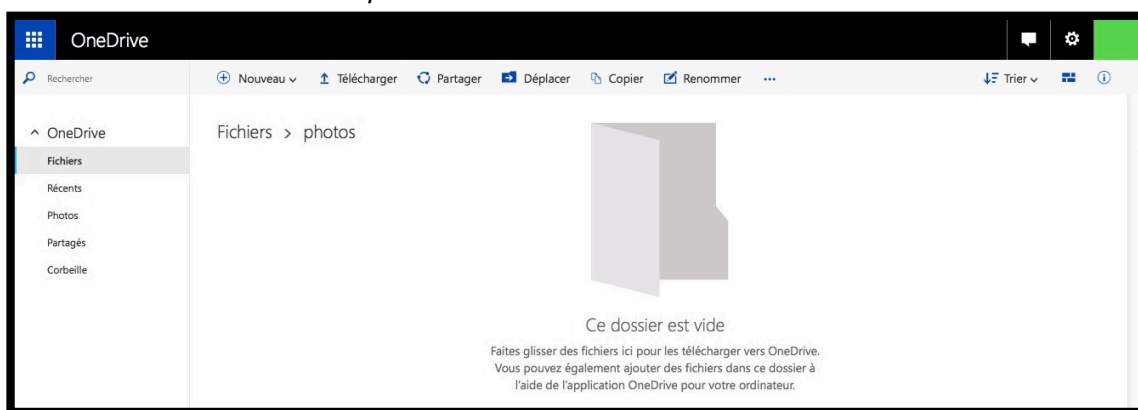 OneDrive
Rechercher
Nouveau
Télécharger
Partager
Déplacer
Copier
Renommer
...
Trier
OneDrive
Fichiers
Récents
Photos
Partagés
Corbeille
Fichiers > photos
Ce dossier est vide
Faites glisser des fichiers ici pour les télécharger vers OneDrive.
Vous pouvez également ajouter des fichiers dans ce dossier à
l'aide de l'application OneDrive pour votre ordinateur.